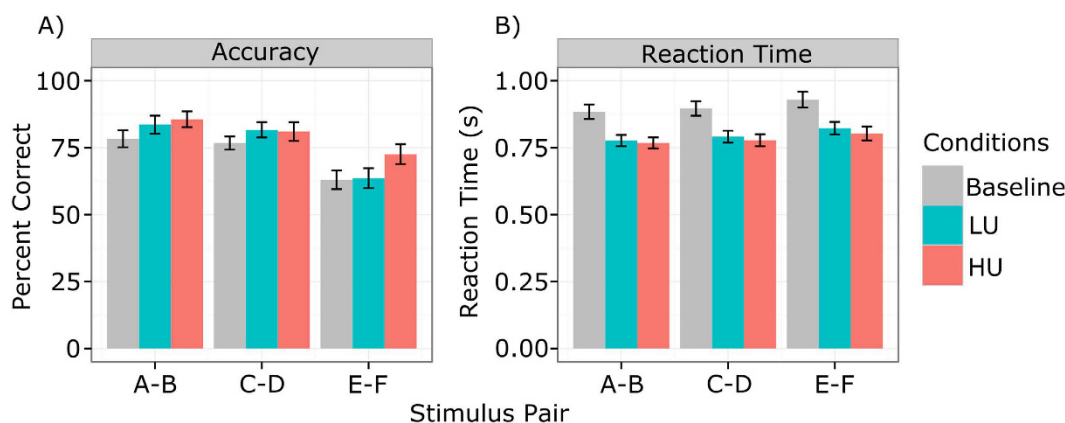 A)
Accuracy
Percent Correct
100
75
50
25
0
A-B
C-D
E-F
B)
Reaction Time
Reaction Time (s)
1.00
0.75
0.50
0.25
0.00
A-B
C-D
E-F
Stimulus Pair
Conditions
Baseline
LU
HU